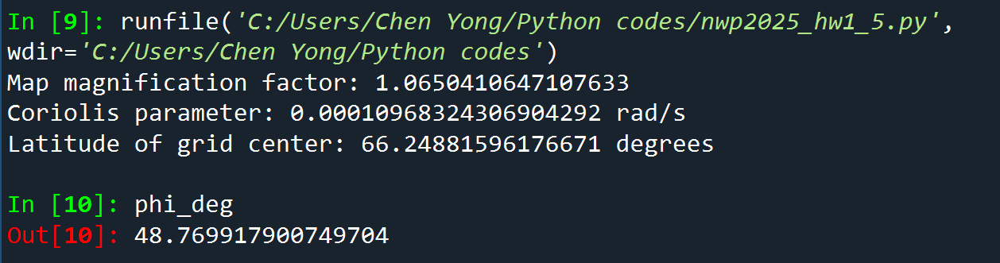 In [9]: runfile('C:/Users/Chen Yong/Python codes/nwp2025_hw1_5.py',
wdir='C:/Users/Chen Yong/Python codes')
Map magnification factor: 1.0650410647107633
Coriolis parameter: 0.00010968324306904292 rad/s
Latitude of grid center: 66.24881596176671 degrees
In [10]: phi_deg
Out[10]: 48.769917900749704